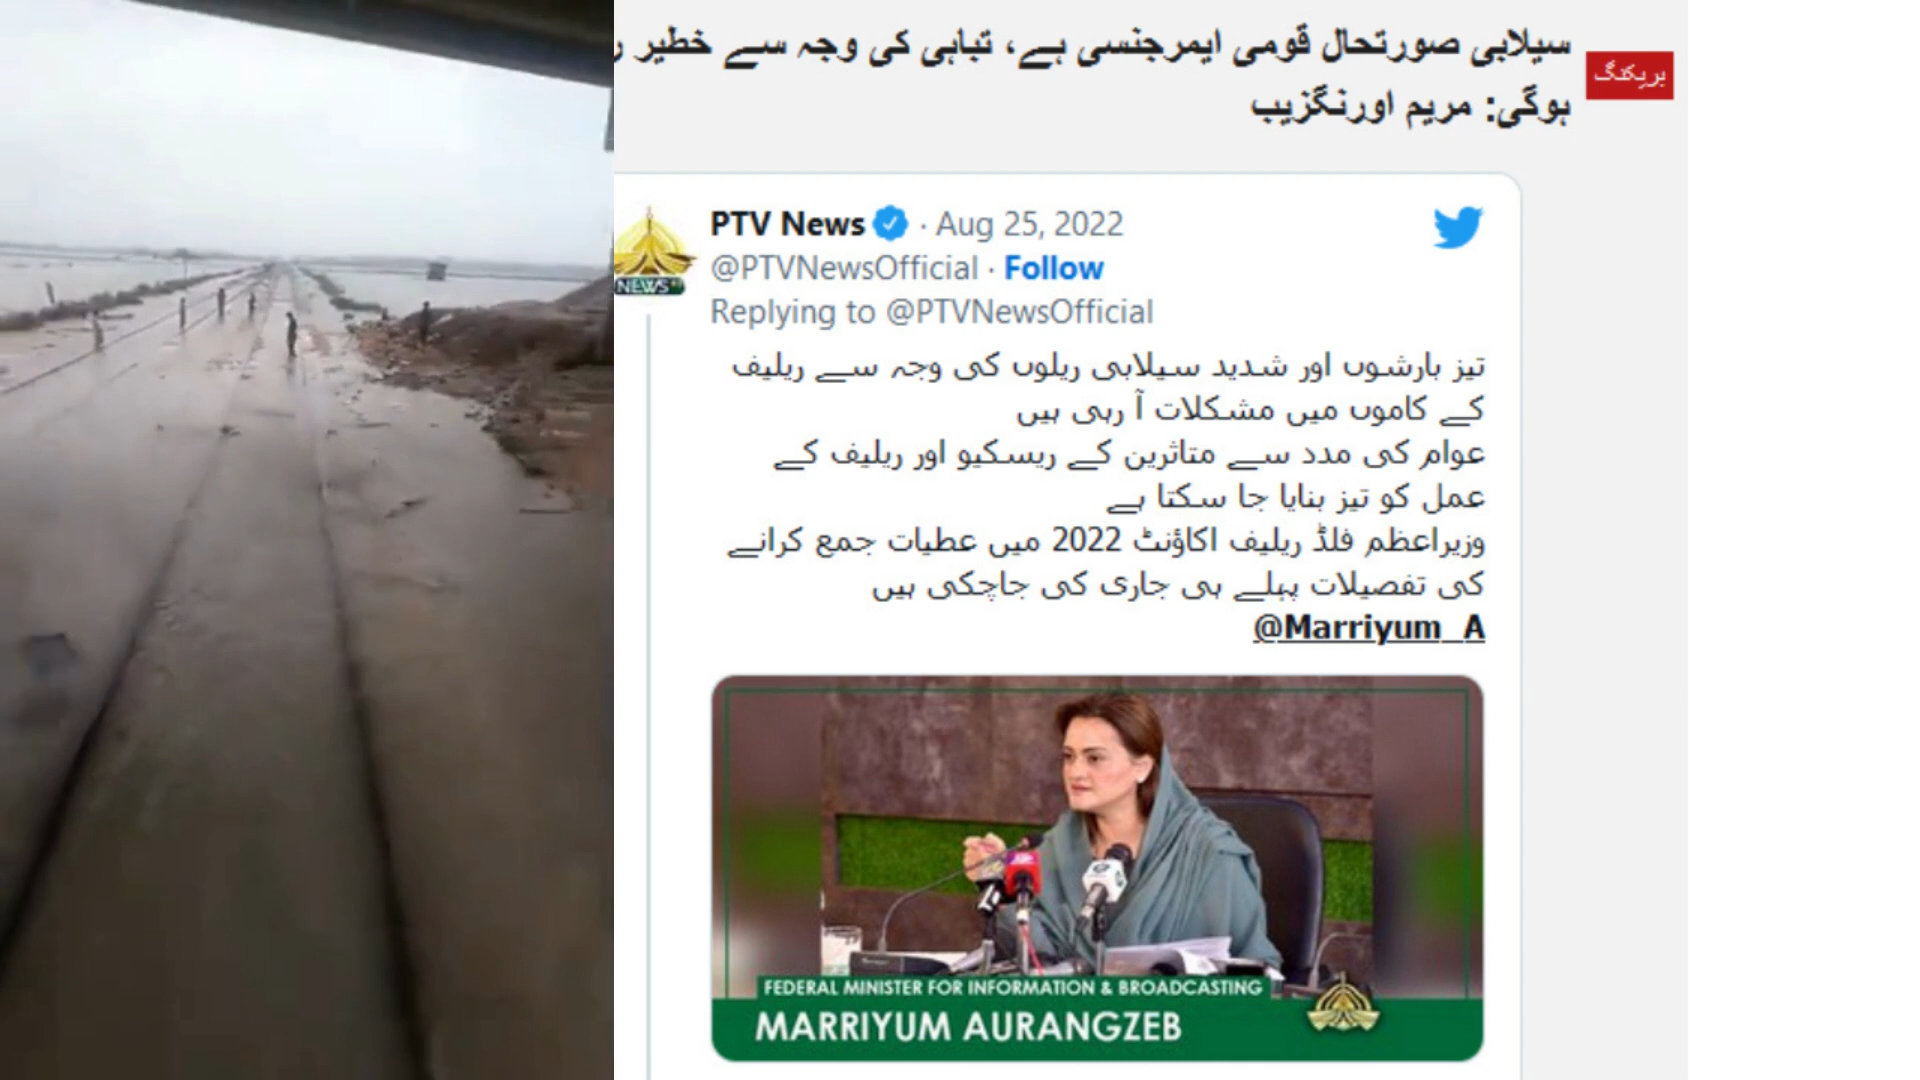 بریکنگ
سیلابی صورتحال قومی ایمرجنسی ہے، تباہی کی وجہ سے خطیر
ہوگی: مریم اورنگزیب
PTV News · Aug 25, 2022
@PTVNewsOfficial · Follow
Replying to @PTVNewsOfficial
تیز بارشوں اور شدید سیلابی ریلوں کی وجہ سے ریلیف
کے کاموں میں مشکلات آ رہی ہیں
عوام کی مدد سے متاثرین کے ریسکیو اور ریلیف کے
عمل کو تیز بنایا جا سکتا ہے
وزیراعظم فلڈ ریلیف اکاؤنٹ 2022 میں عطیات جمع کرانے
کی تفصیلات پہلے ہی جاری کی جاچکی ہیں
@Marriyum_A
NEWS
FEDERAL MINISTER FOR INFORMATION & BROADCASTING
MARRIYUM AURANGZEB